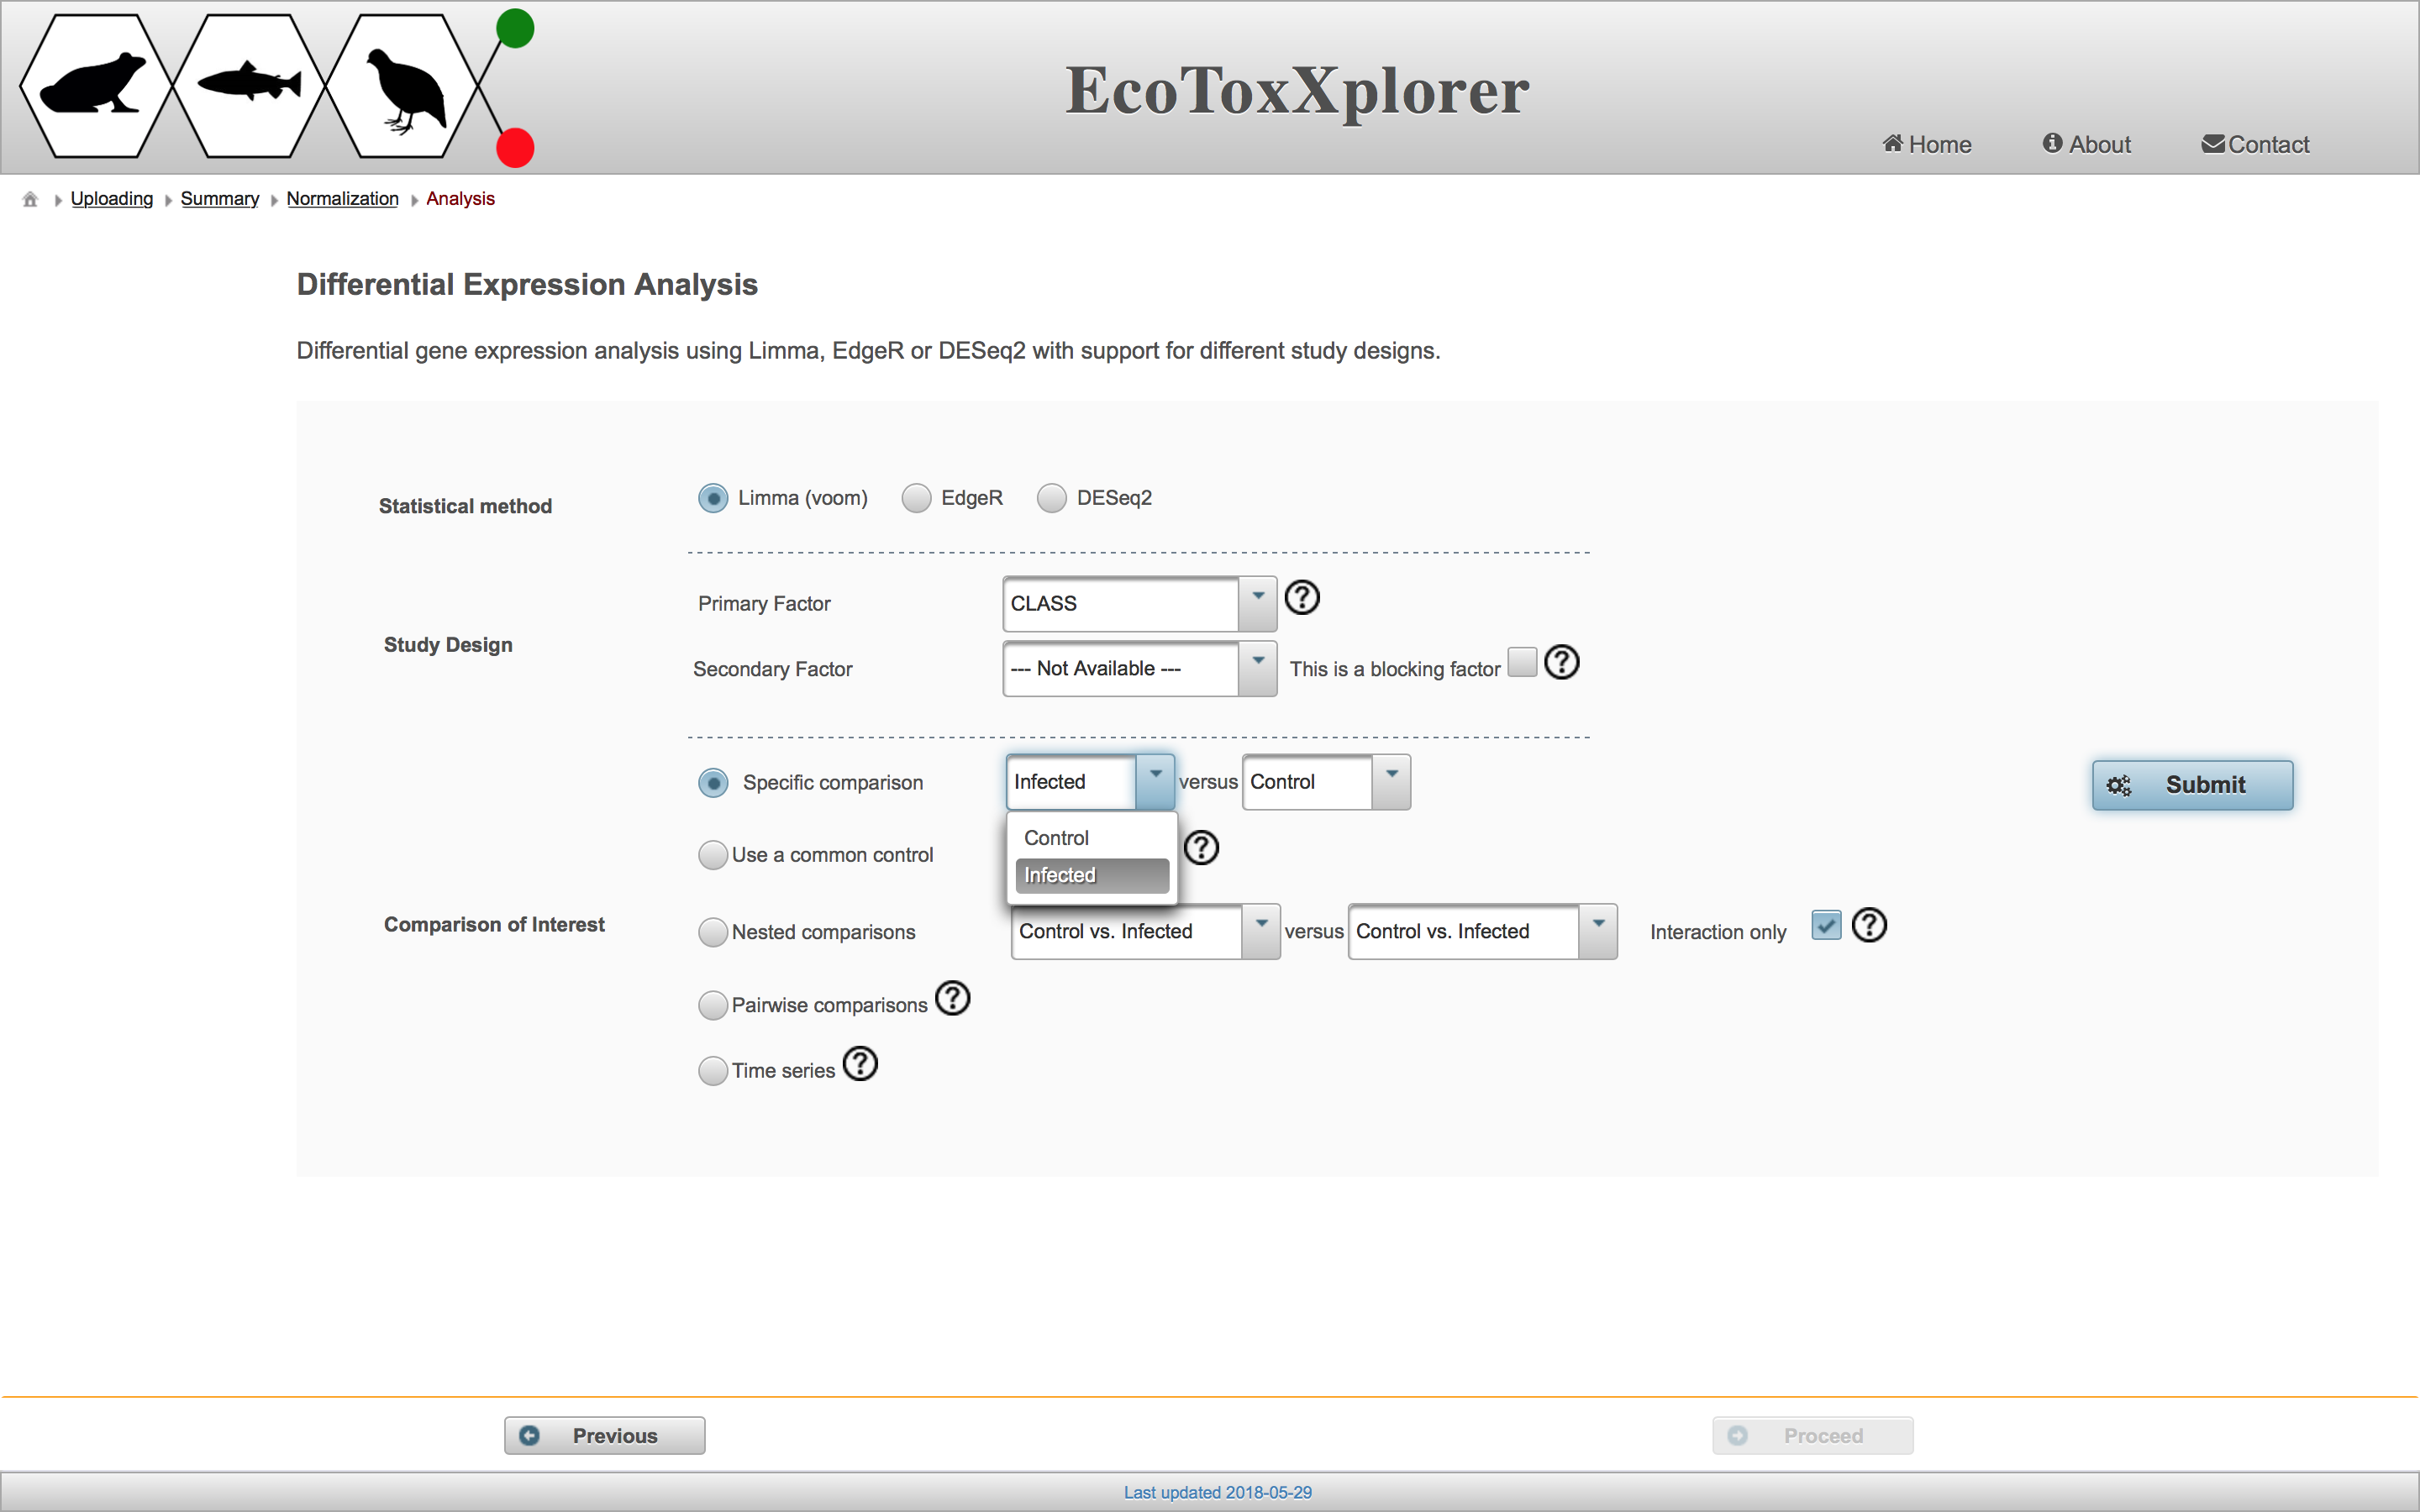 EcoToxXplorer
Home About Contact
Uploading Summary Normalization Analysis
Differential Expression Analysis
Differential gene expression analysis using Limma, EdgeR or DESeq2 with support for different study designs.
Statistical method Limma (voom) EdgeR DESeq2
Primary Factor CLASS ?
Study Design
Secondary Factor --- Not Available --- This is a blocking factor ?
Specific comparison Infected versus Control
Submit
Control
Use a common control ?
Infected
Comparison of Interest
Nested comparisons Control vs. Infected versus Control vs. Infected Interaction only ?
Pairwise comparisons ?
Time series ?
Previous Proceed
Last updated 2018-05-29